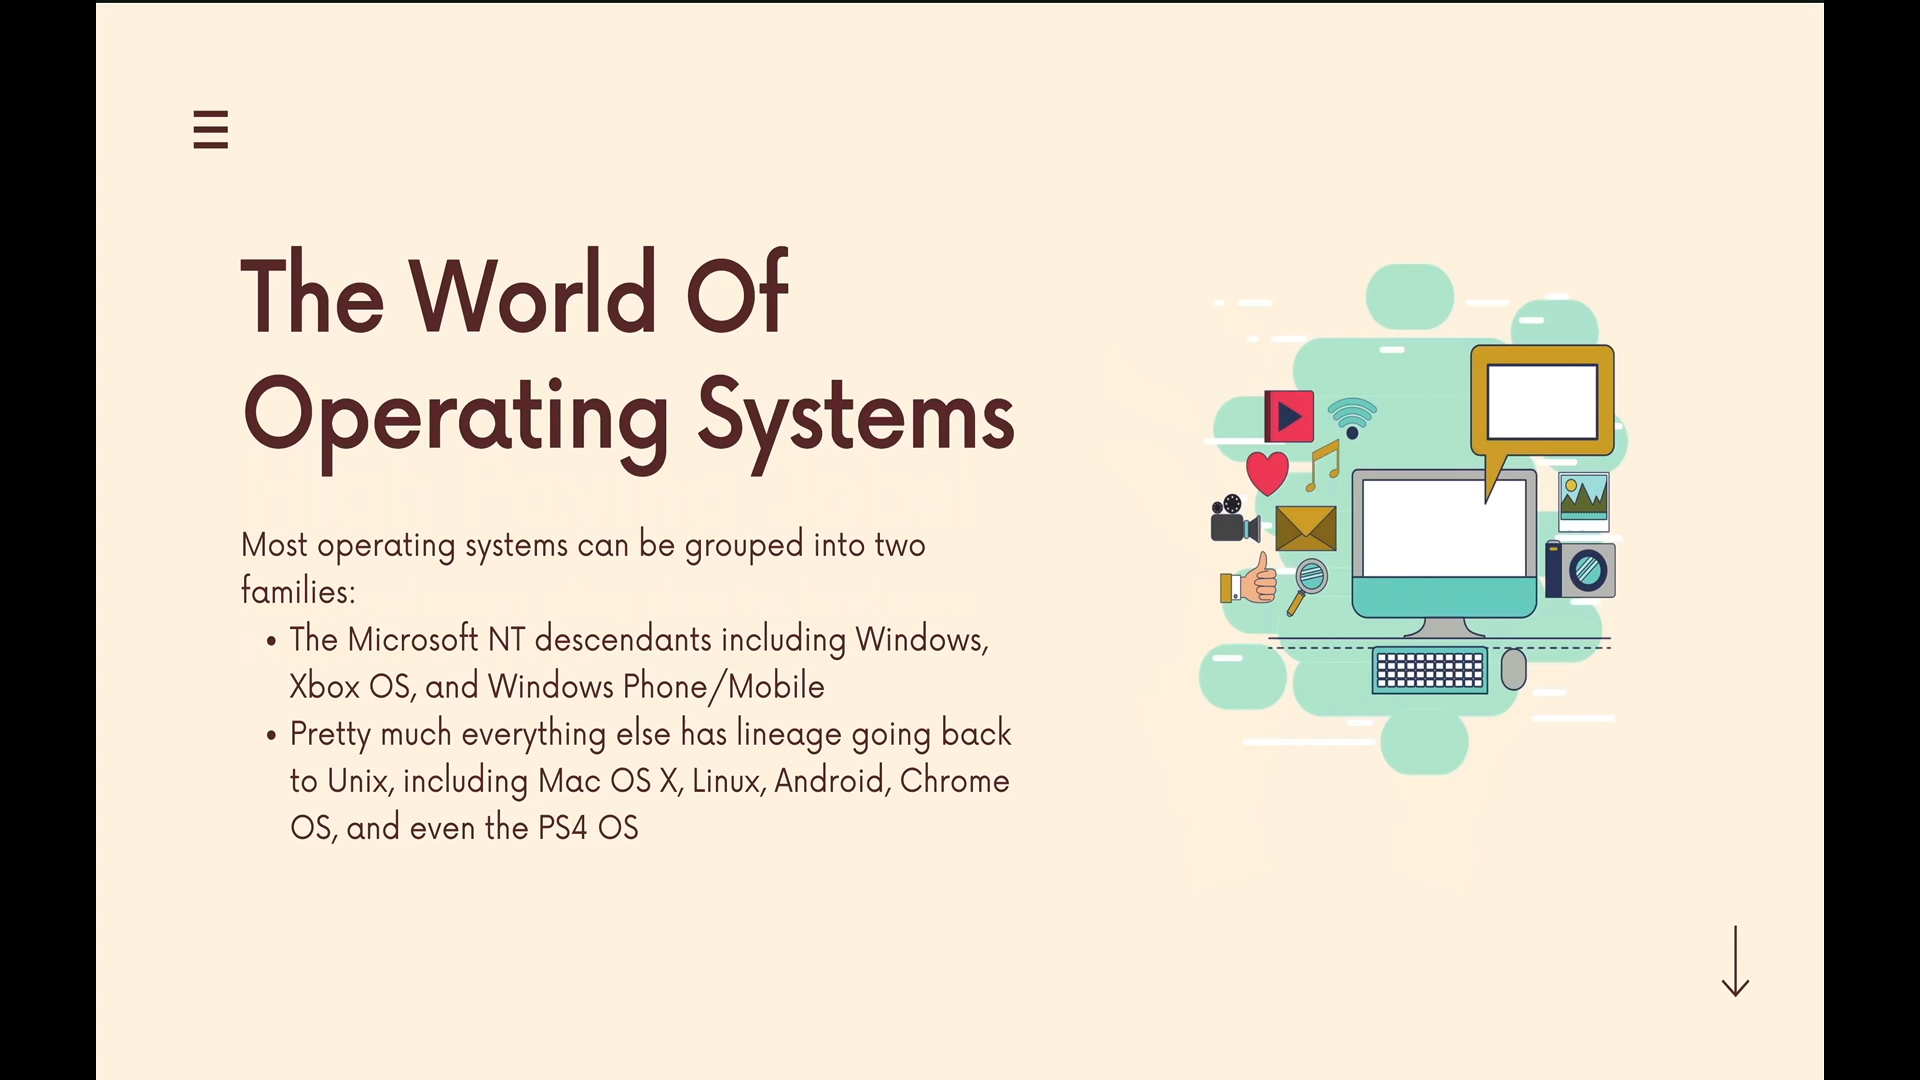 The World Of
Operating Systems
Most operating systems can be grouped into two
families:
• The Microsoft NT descendants including Windows,
Xbox OS, and Windows Phone/Mobile
• Pretty much everything else has lineage going back
to Unix, including Mac OS X, Linux, Android, Chrome
OS, and even the PS4 OS